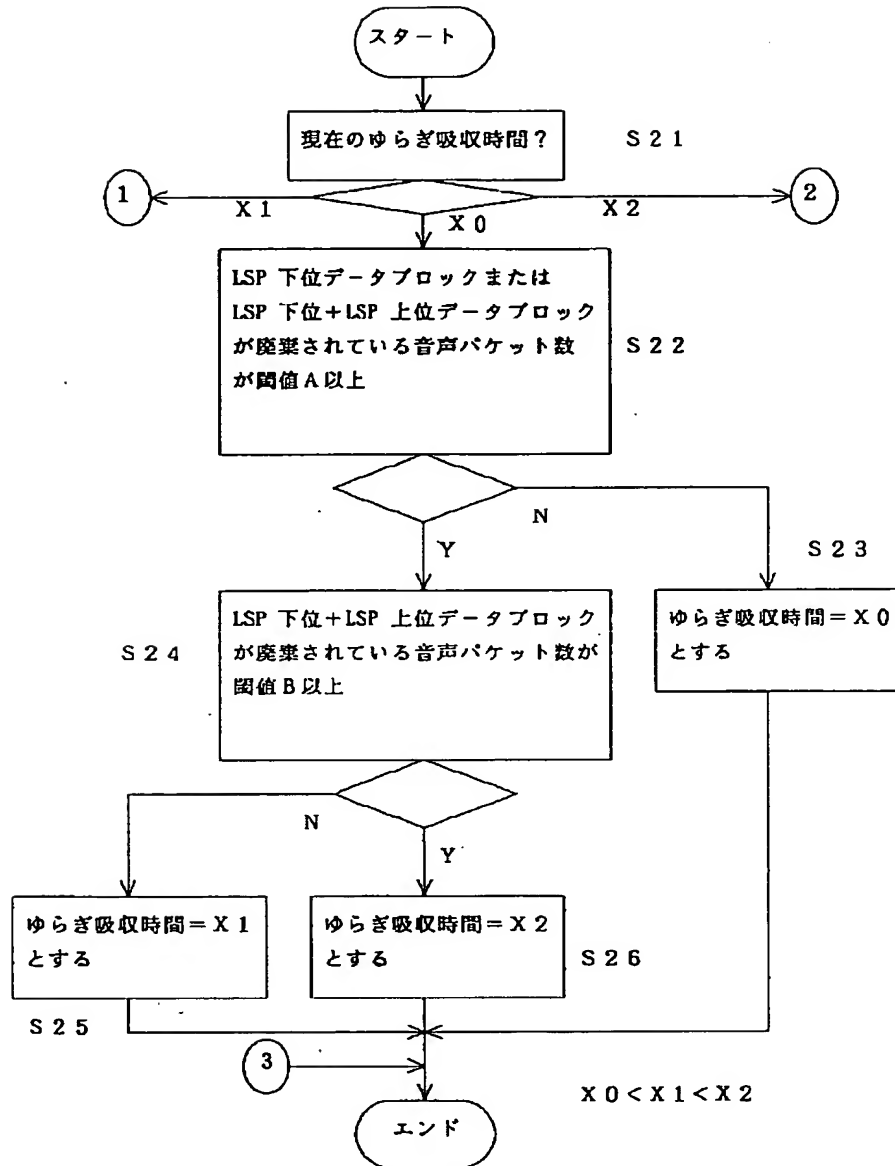 スタート
現在のゆらぎ吸収時間？
S21
1
X1
X0
X2
2
LSP 下位データブロックまたは
LSP 下位＋LSP 上位データブロック
が廃棄されている音声パケット数
が閾値A以上
S22
N
Y
S23
S24
LSP 下位＋LSP 上位データブロック
が廃棄されている音声パケット数が
閾値B以上
ゆらぎ吸収時間＝X0
とする
N
Y
ゆらぎ吸収時間＝X1
とする
ゆらぎ吸収時間＝X2
とする
S26
S25
3
X0<X1<X2
エンド